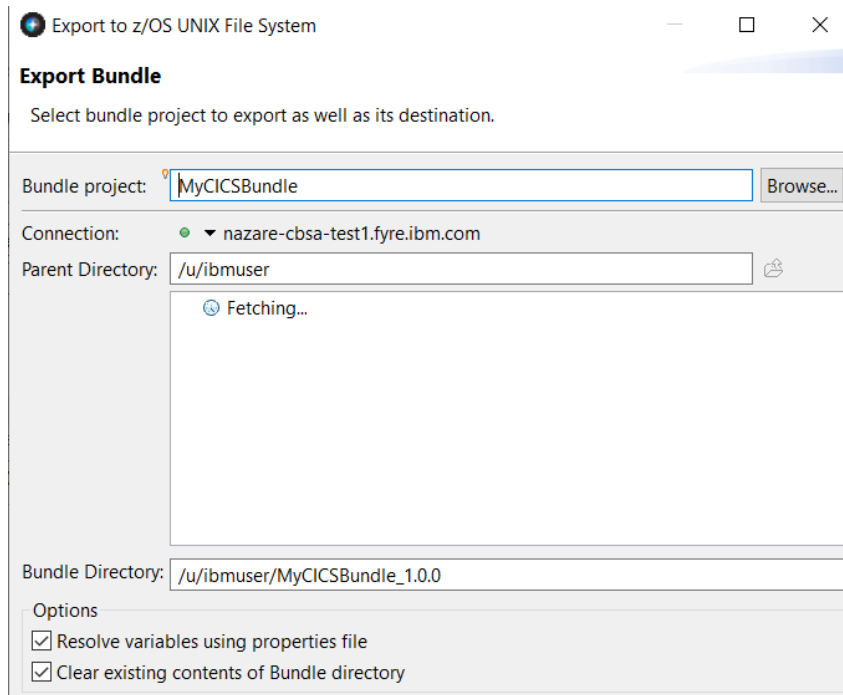 Export to z/OS UNIX File System
Export Bundle
Select bundle project to export as well as its destination.
Bundle project: MyCICSBundle Browse...
Connection: nazare-cbsa-test1.fyre.ibm.com
Parent Directory: /u/ibmuser
Fetching...
Bundle Directory: /u/ibmuser/MyCICSBundle_1.0.0
Options
Resolve variables using properties file
Clear existing contents of Bundle directory